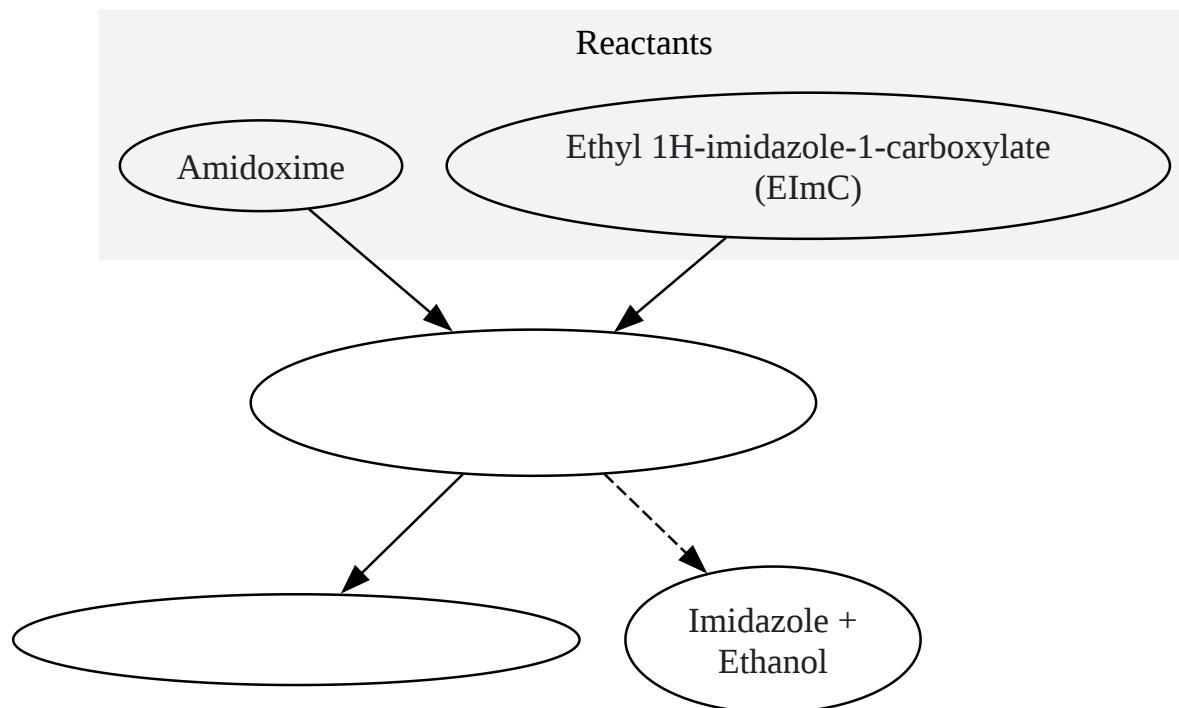 Reactants
Amidoxime
Ethyl 1H-imidazole-1-carboxylate
(EImC)
Imidazole +
Ethanol